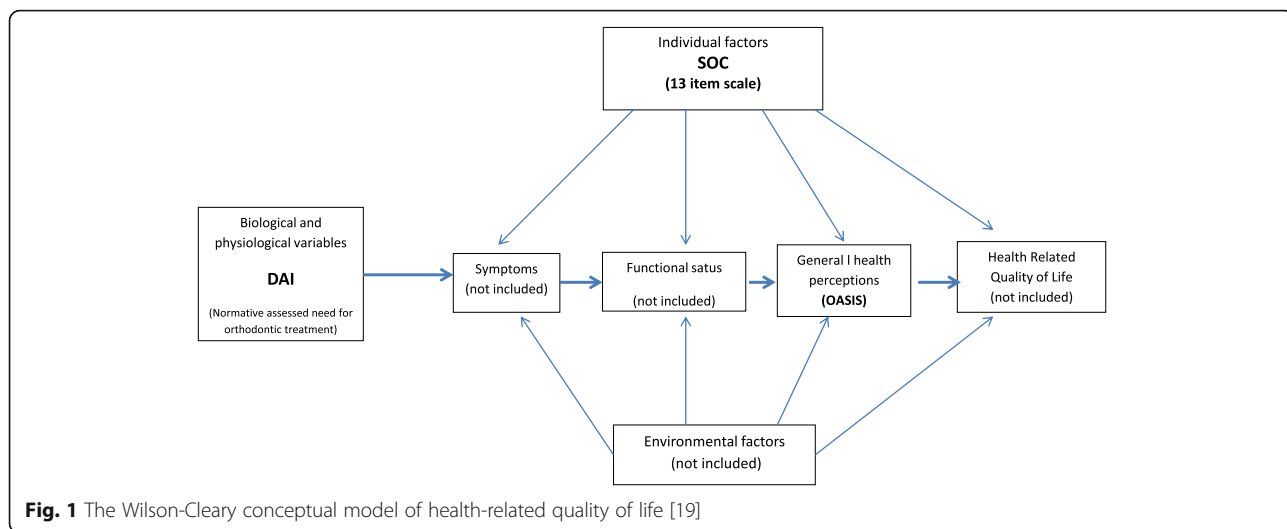 Individual factors
SOC
(13 item scale)
Biological and
physiological variables
DAI
(Normative assessed need for
orthodontic treatment)
Symptoms
(not included)
Functional satus
(not included)
General l health
perceptions
(OASIS)
Health Related
Quality of Life
(not included)
Environmental factors
(not included)
Fig. 1 The Wilson-Cleary conceptual model of health-related quality of life [19]